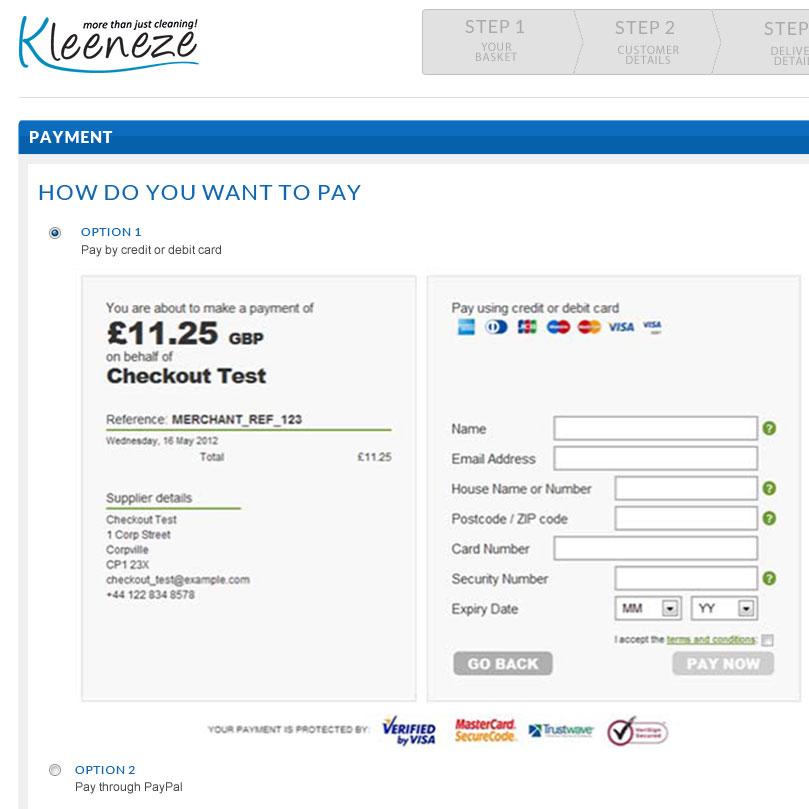 more than just cleaning!
Kleeneze
STEP 1
YOUR
BASKET
STEP 2
CUSTOMER
DETAILS
STEP
DELIVE
DETAI
PAYMENT
HOW DO YOU WANT TO PAY
OPTION 1
Pay by credit or debit card
You are about to make a payment of
£11.25 GBP
on behalf of
Checkout Test
Reference: MERCHANT_REF_123
Wednesday, 16 May 2012
Total £11.25
Supplier details
Checkout Test
1 Corp Street
Corpville
CP1 23X
checkout_test@example.com
+44 122 834 8578
Pay using credit or debit card
VISA VISA
Name ?
Email Address
House Name or Number ?
Postcode / ZIP code ?
Card Number
Security Number ?
Expiry Date MM YY
I accept the terms and conditions:
GO BACK PAY NOW
YOUR PAYMENT IS PROTECTED BY: VERIFIED by VISA MasterCard. SecureCode. Trustwave VeriSign Secured
OPTION 2
Pay through PayPal